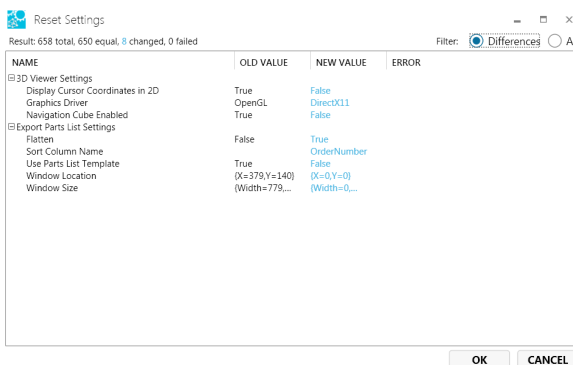 Reset Settings
Result: 658 total, 650 equal, 8 changed, 0 failed Filter: Differences
NAME OLD VALUE NEW VALUE ERROR
3D Viewer Settings
Display Cursor Coordinates in 2D True False
Graphics Driver OpenGL DirectX11
Navigation Cube Enabled True False
Export Parts List Settings
Flatten False True
Sort Column Name OrderNumber
Use Parts List Template True False
Window Location {X=379,Y=140} {X=0,Y=0}
Window Size {Width=779,... {Width=0,...
OK CANCEL